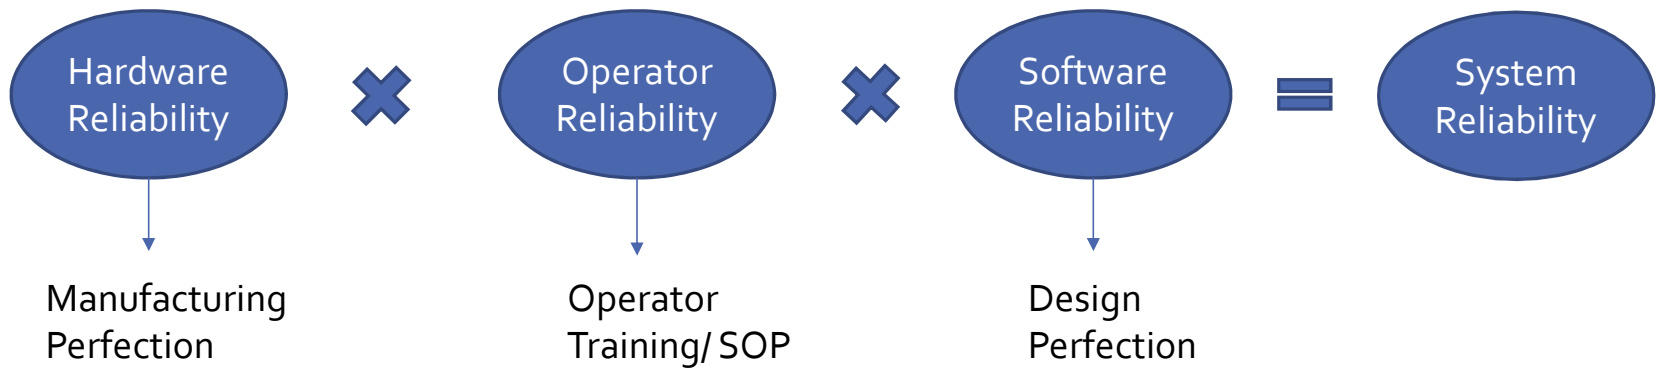 Hardware
Reliability
Operator
Reliability
Software
Reliability
System
Reliability
Manufacturing
Perfection
Operator
Training/ SOP
Design
Perfection